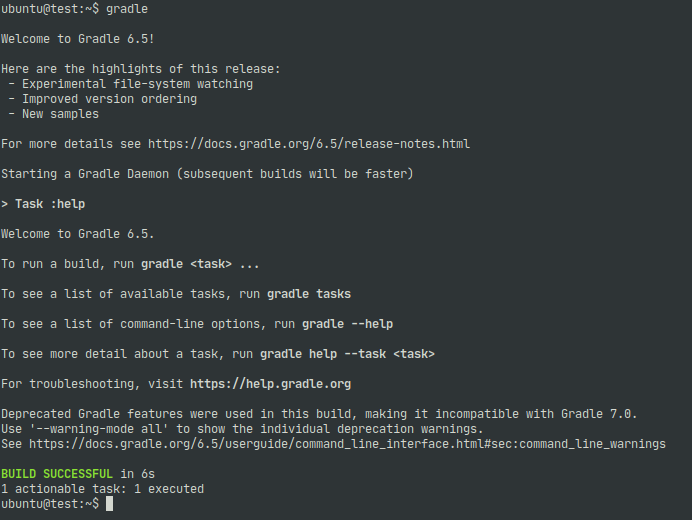 ubuntu@test:~$ gradle
Welcome to Gradle 6.5!
Here are the highlights of this release:
- Experimental file-system watching
- Improved version ordering
- New samples
For more details see https://docs.gradle.org/6.5/release-notes.html
Starting a Gradle Daemon (subsequent builds will be faster)
> Task :help
Welcome to Gradle 6.5.
To run a build, run gradle <task> ...
To see a list of available tasks, run gradle tasks
To see a list of command-line options, run gradle --help
To see more detail about a task, run gradle help --task <task>
For troubleshooting, visit https://help.gradle.org
Deprecated Gradle features were used in this build, making it incompatible with Gradle 7.0.
Use '--warning-mode all' to show the individual deprecation warnings.
See https://docs.gradle.org/6.5/userguide/command_line_interface.html#sec:command_line_warnings
BUILD SUCCESSFUL in 6s
1 actionable task: 1 executed
ubuntu@test:~$